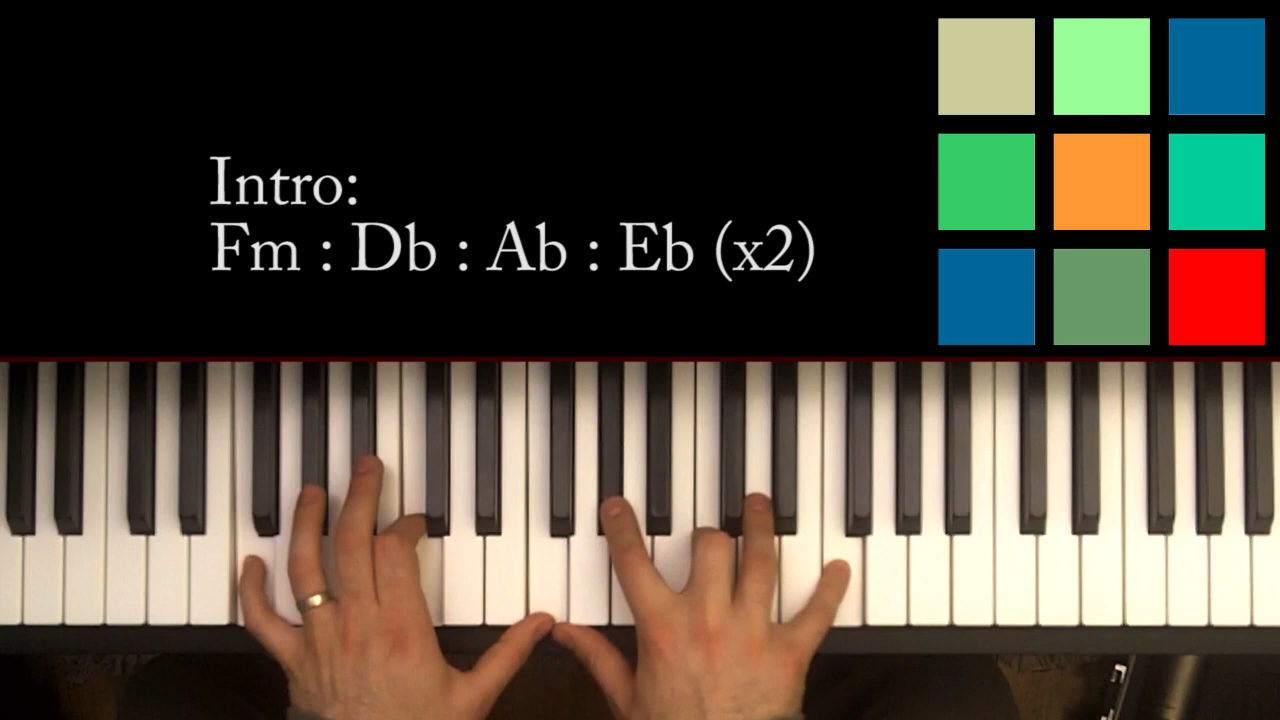 Intro:
Fm : Db : Ab : Eb (x2)